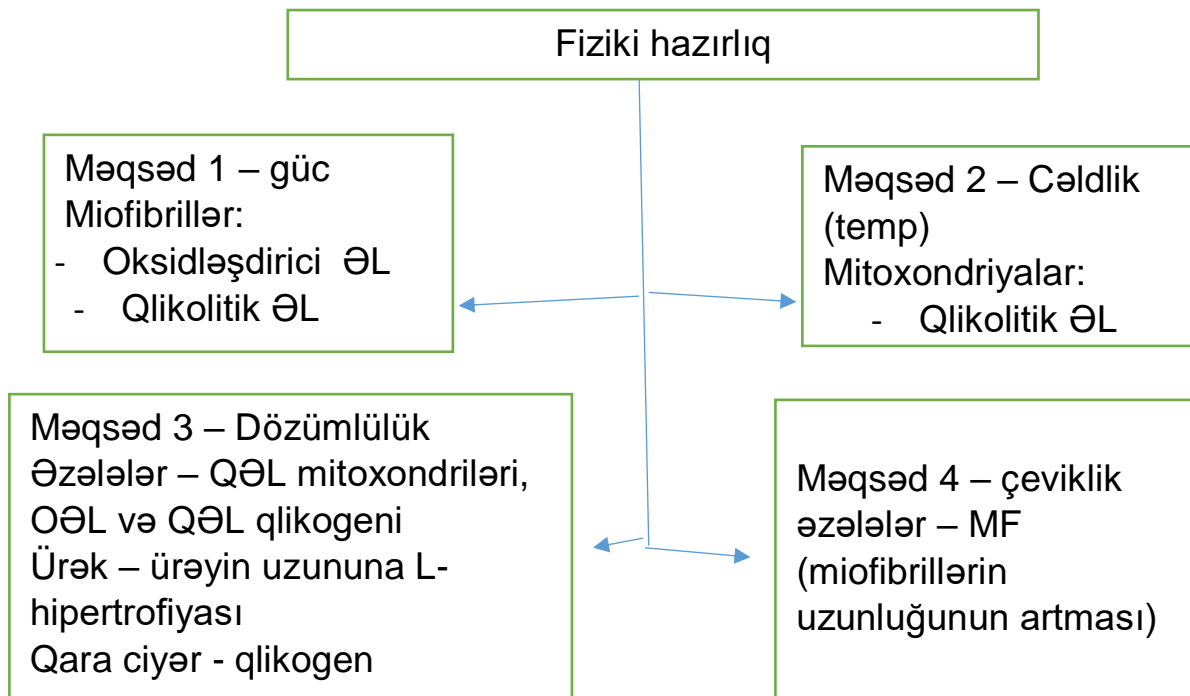 Fiziki hazırlıq
Məqsəd 1 – güc
Miofibrillər:
- Oksidləşdirici ƏL
- Qlikolitik ƏL
Məqsəd 2 – Cəldlik
(temp)
Mitoxondriyalar:
- Qlikolitik ƏL
Məqsəd 3 – Dözümlülük
Əzələlər – QƏL mitoxondriləri,
OƏL və QƏL qlikogeni
Ürək – ürəyin uzununa L-
hipertrofiyası
Qara ciyər - qlikogen
Məqsəd 4 – çeviklik
əzələlər – MF
(miofibrillərin
uzunluğunun artması)